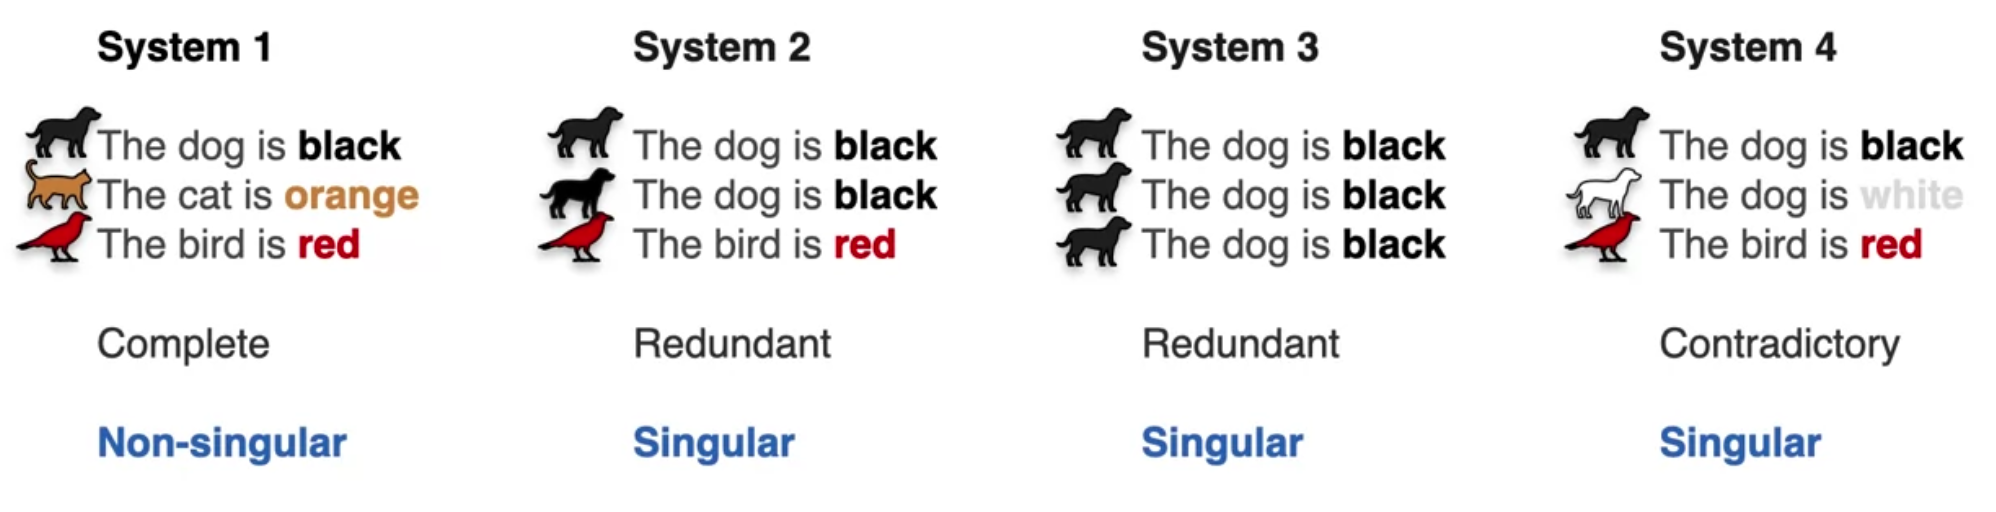 System 1
The dog is black
The cat is orange
The bird is red
Complete
Non-singular
System 2
The dog is black
The dog is black
The bird is red
Redundant
Singular
System 3
The dog is black
The dog is black
The dog is black
Redundant
Singular
System 4
The dog is black
The dog is white
The bird is red
Contradictory
Singular